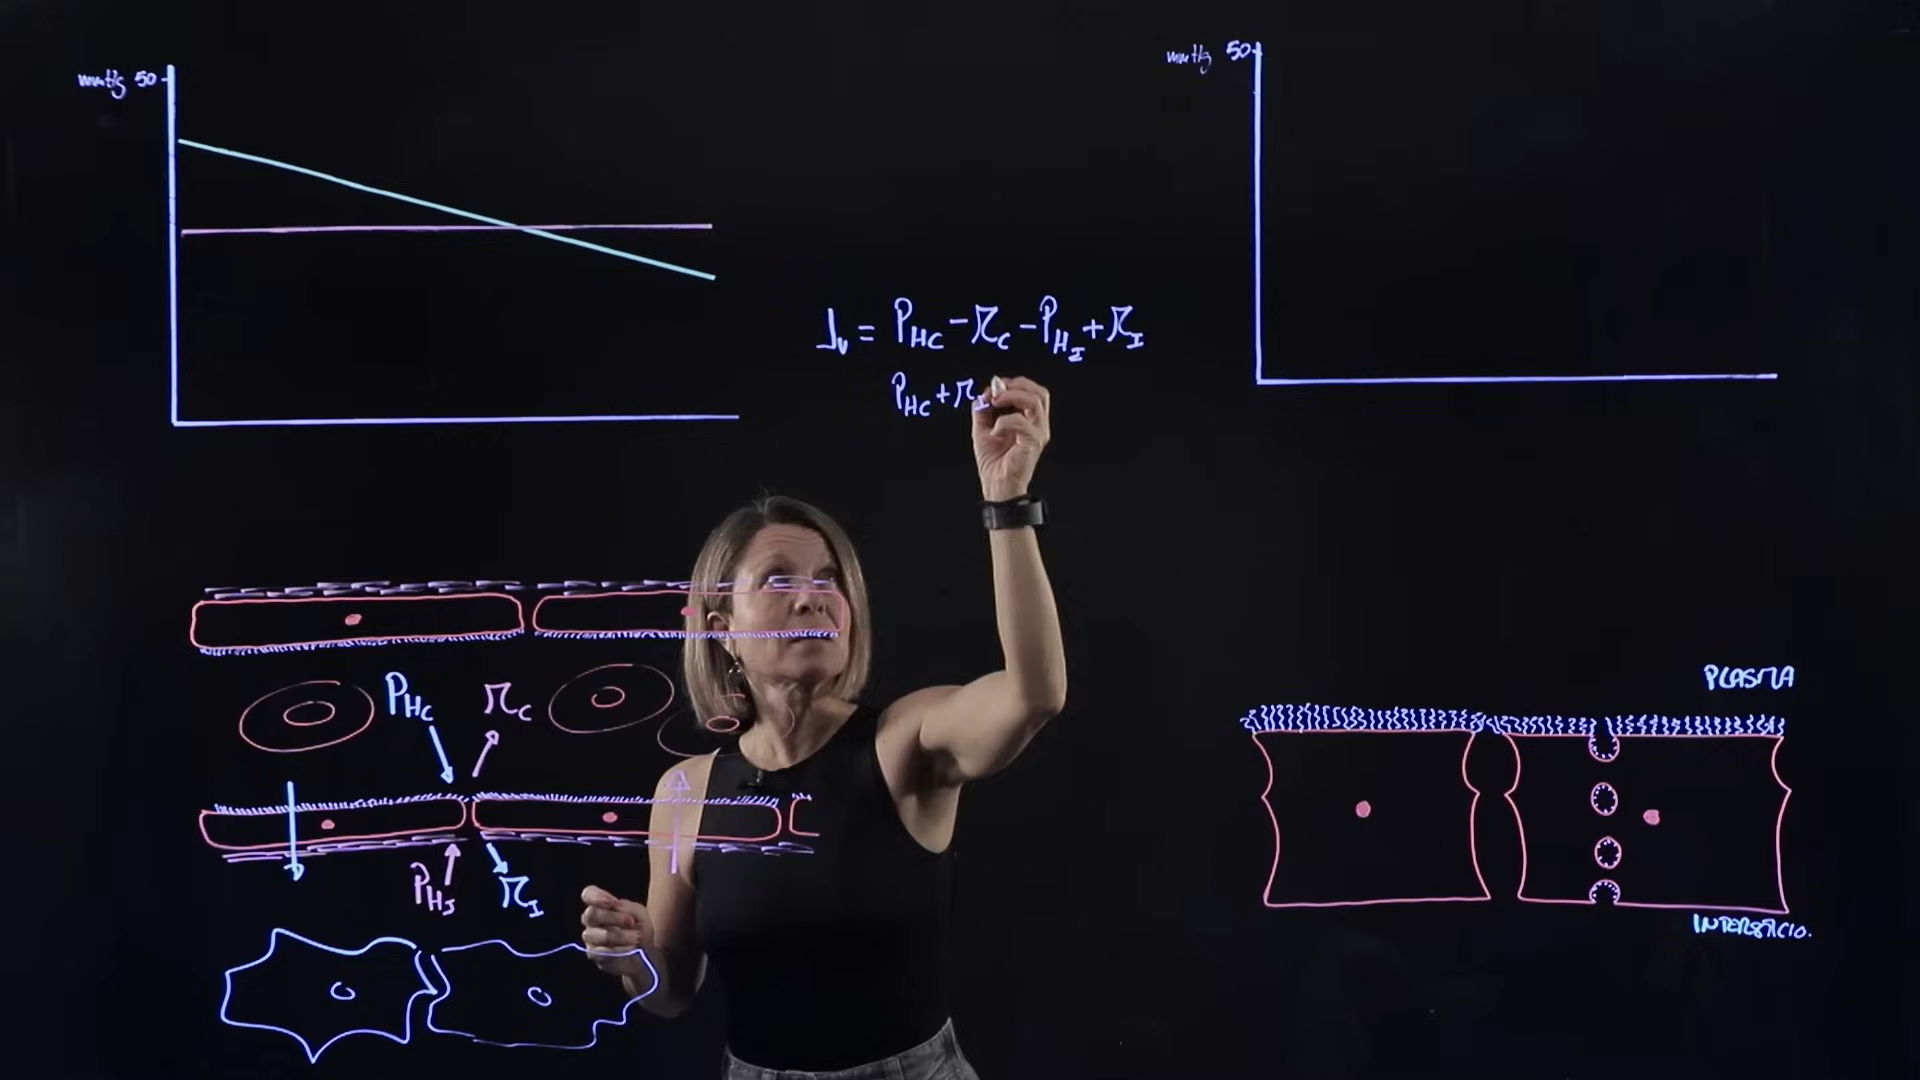 mmHg 50
mmHg 50
Jv = PHC - πC - PHI + πI
PHC + πI
PHC πC
PHI πI
PLASMA
INTERSTICIO.